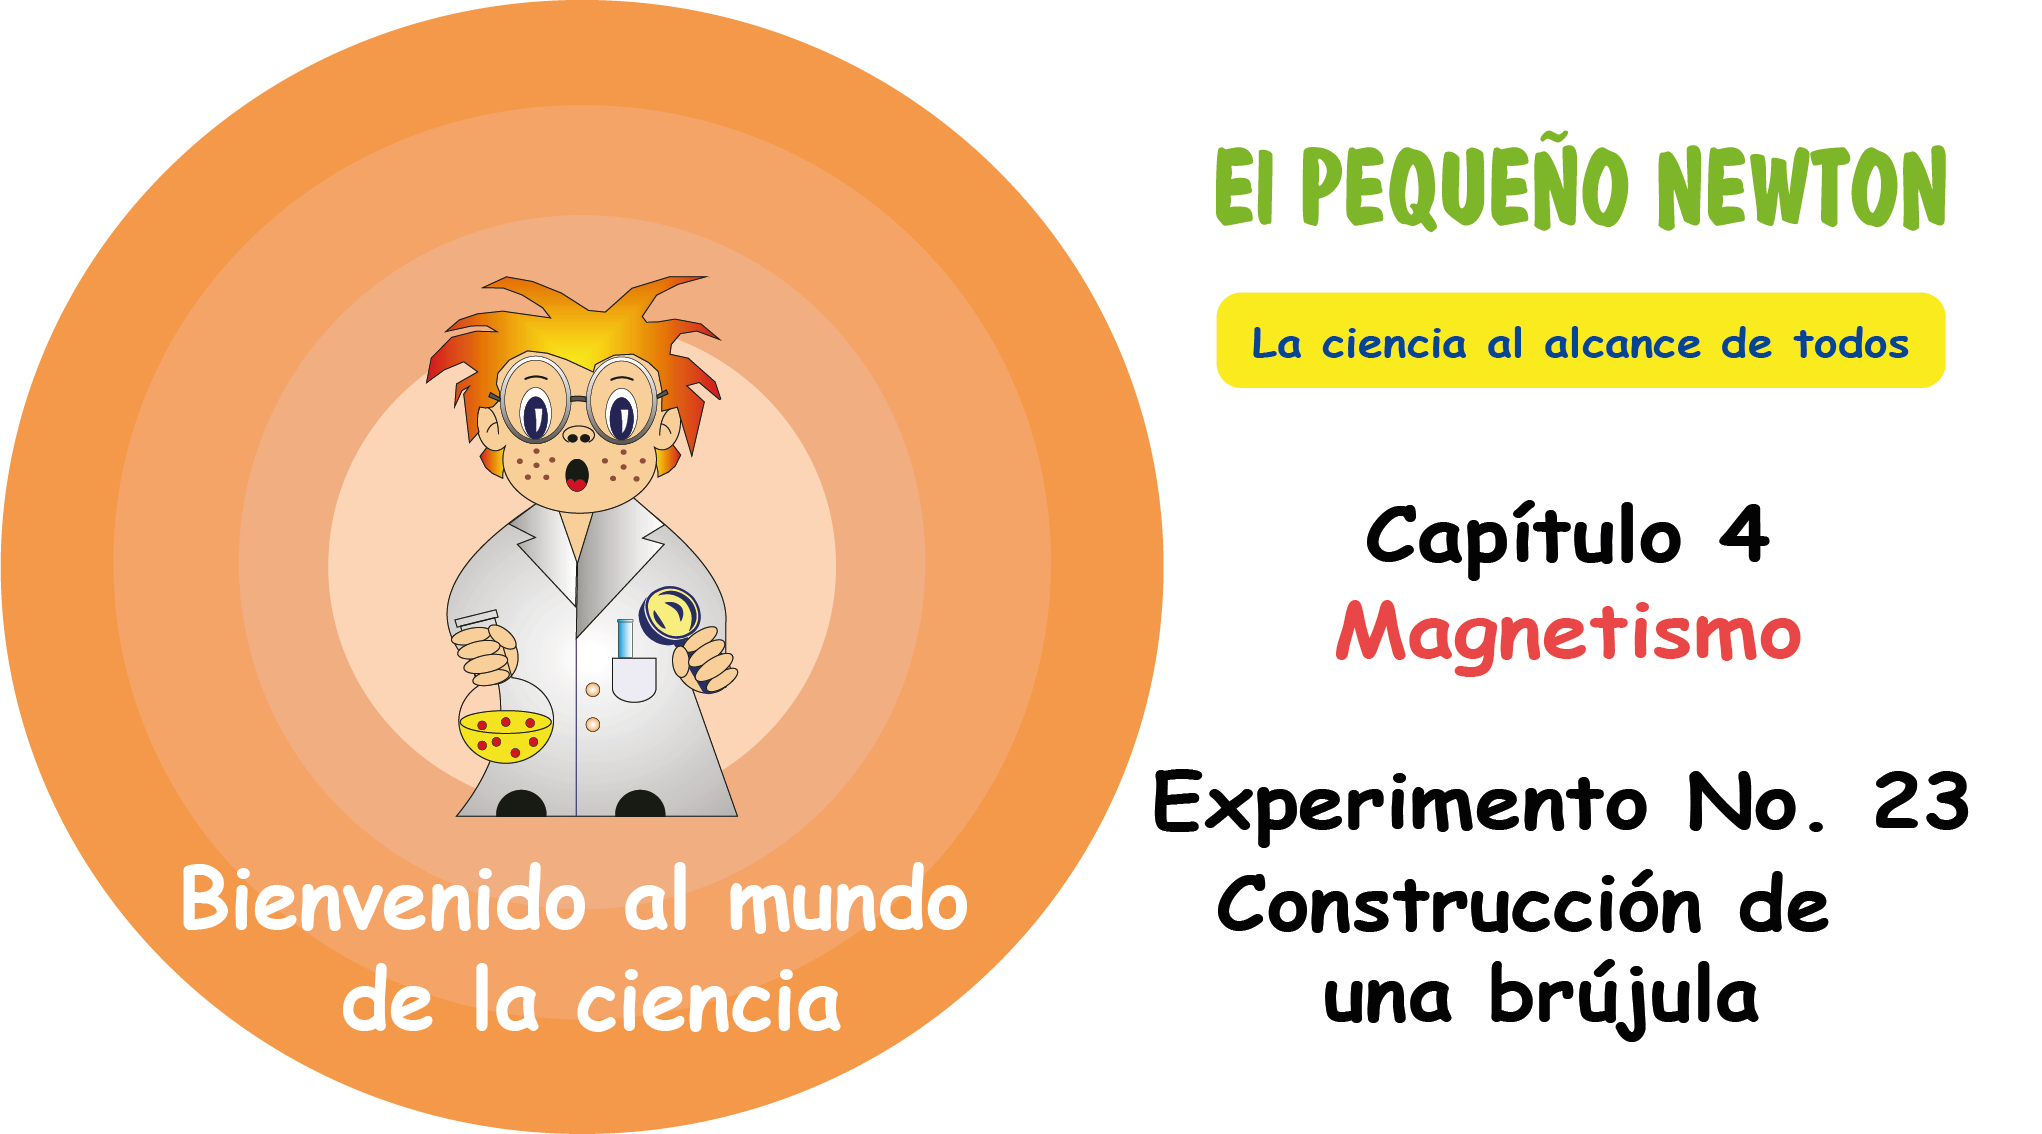 El PEQUEÑO NEWTON
La ciencia al alcance de todos
Capítulo 4
Magnetismo
Experimento No. 23
Construcción de
una brújula
Bienvenido al mundo
de la ciencia